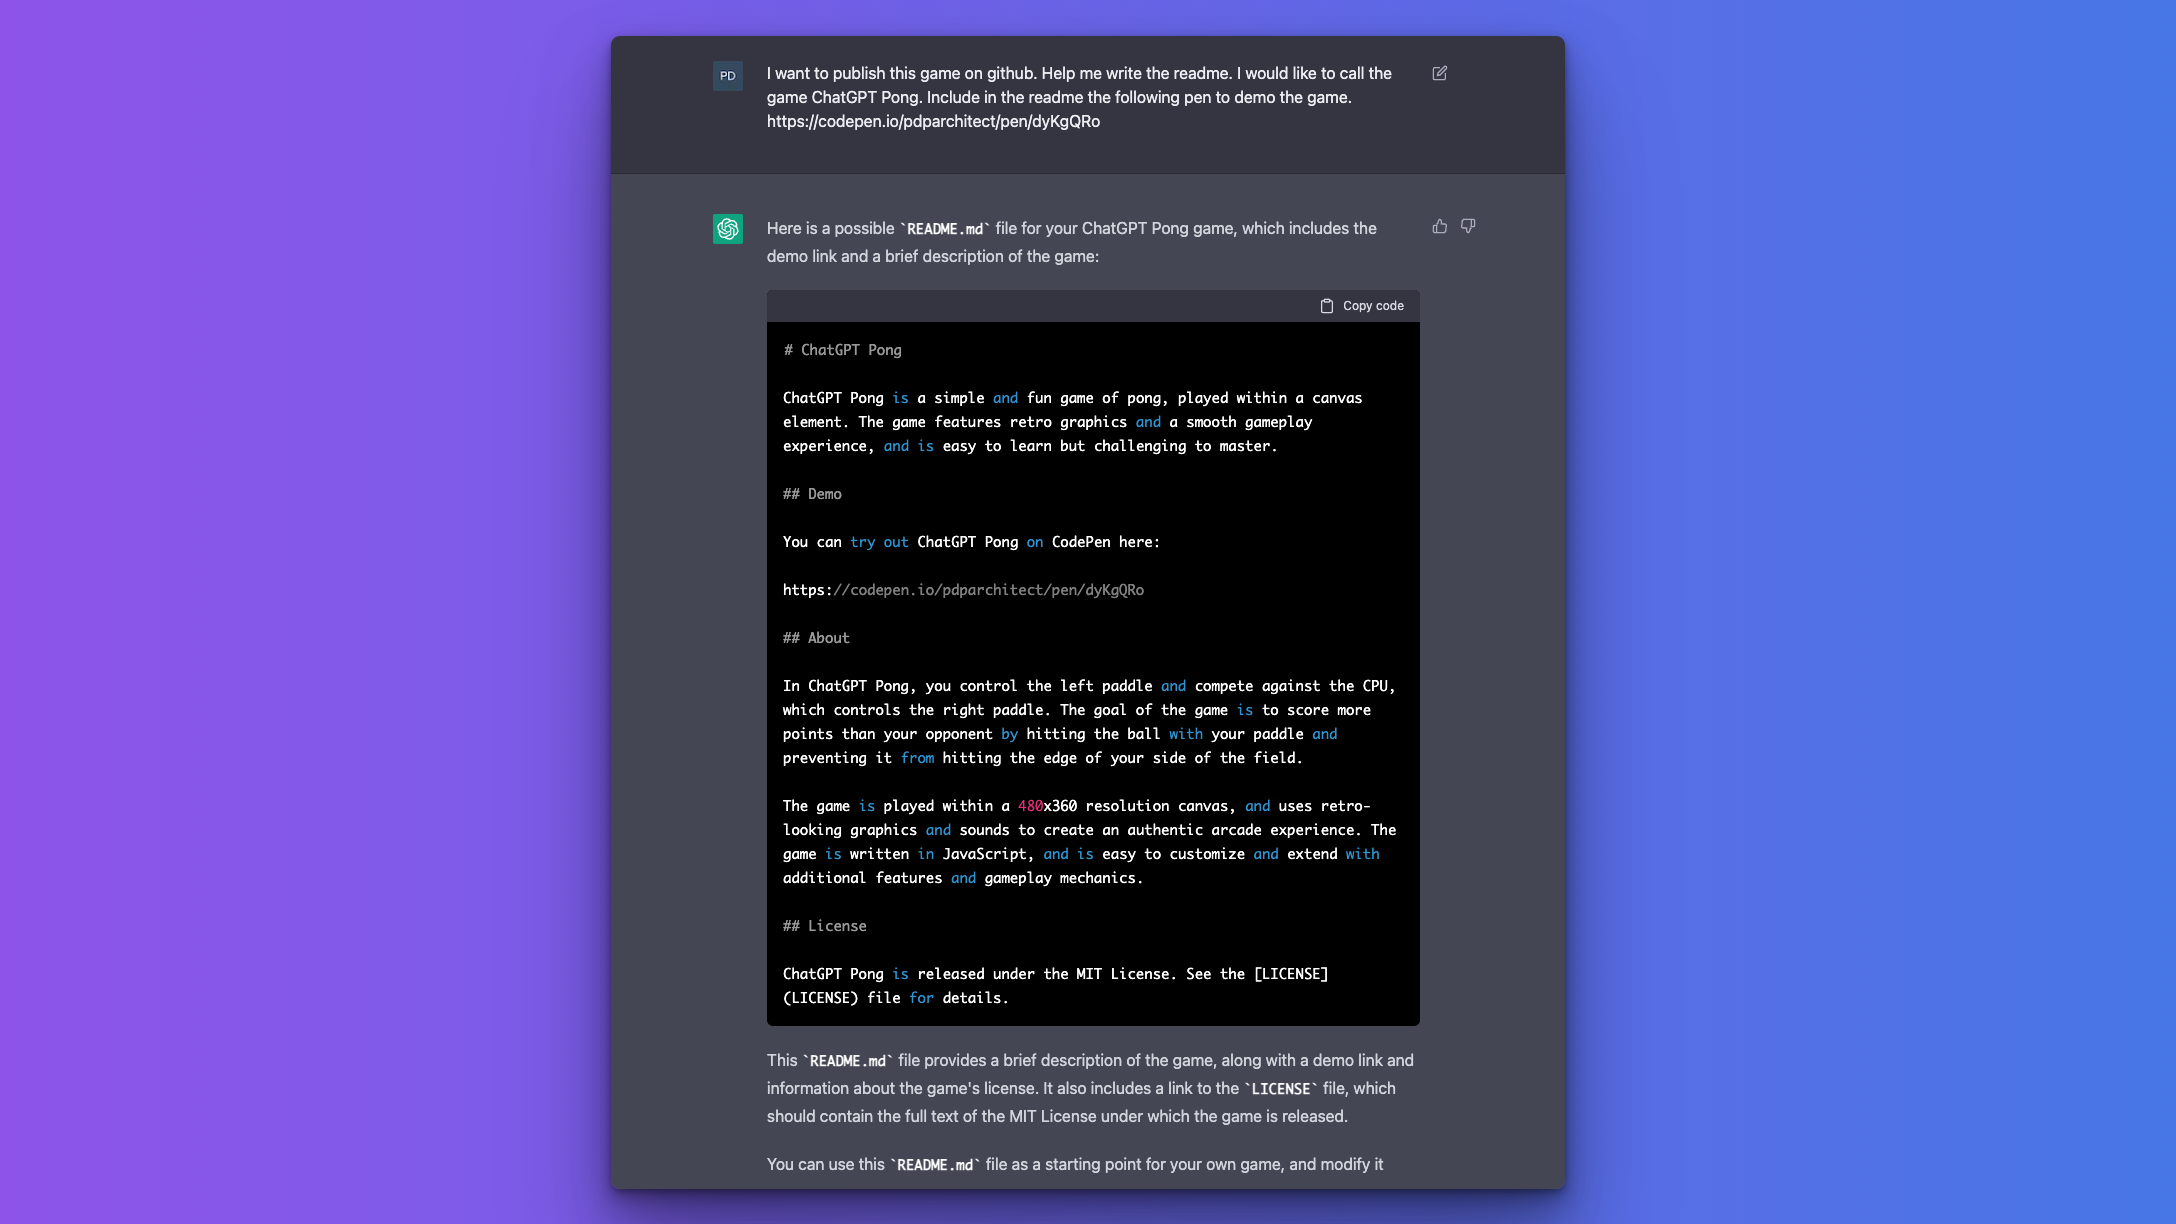 PD
I want to publish this game on github. Help me write the readme. I would like to call the
game ChatGPT Pong. Include in the readme the following pen to demo the game.
https://codepen.io/pdparchitect/pen/dyKgQRo
Here is a possible `README.md` file for your ChatGPT Pong game, which includes the
demo link and a brief description of the game:
Copy code
# ChatGPT Pong
ChatGPT Pong is a simple and fun game of pong, played within a canvas
element. The game features retro graphics and a smooth gameplay
experience, and is easy to learn but challenging to master.
## Demo
You can try out ChatGPT Pong on CodePen here:
https://codepen.io/pdparchitect/pen/dyKgQRo
## About
In ChatGPT Pong, you control the left paddle and compete against the CPU,
which controls the right paddle. The goal of the game is to score more
points than your opponent by hitting the ball with your paddle and
preventing it from hitting the edge of your side of the field.
The game is played within a 480x360 resolution canvas, and uses retro-
looking graphics and sounds to create an authentic arcade experience. The
game is written in JavaScript, and is easy to customize and extend with
additional features and gameplay mechanics.
## License
ChatGPT Pong is released under the MIT License. See the [LICENSE]
(LICENSE) file for details.
This `README.md` file provides a brief description of the game, along with a demo link and
information about the game's license. It also includes a link to the `LICENSE` file, which
should contain the full text of the MIT License under which the game is released.
You can use this `README.md` file as a starting point for your own game, and modify it